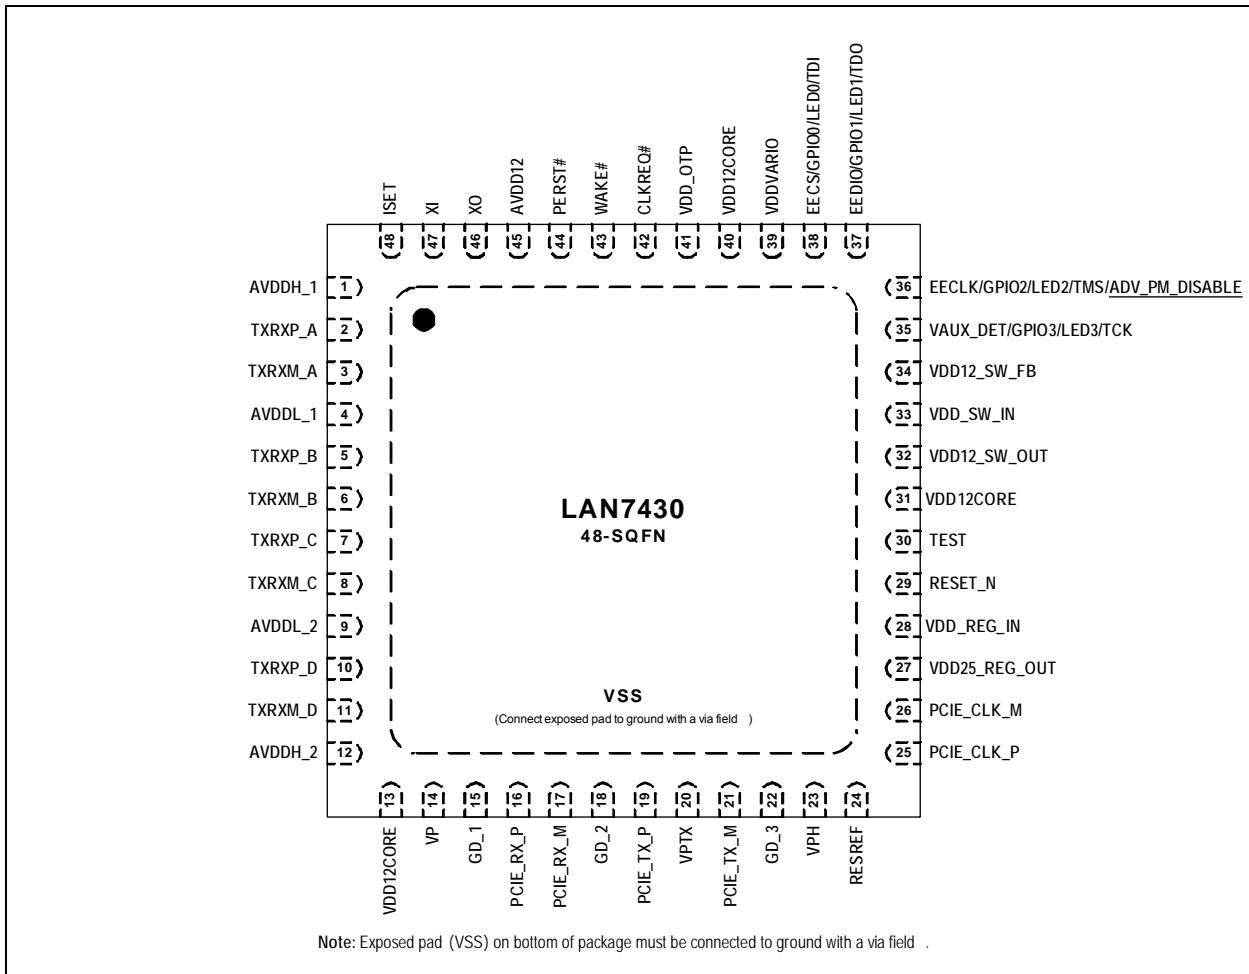 ISET
XI
XO
AVDD12
PERST#
WAKE#
CLKREQ#
VDD_OTP
VDD12CORE
VDDVARIO
EECS/GPIO0/LED0/TDI
EEDIO/GPIO1/LED1/TDO
48
47
46
45
44
43
42
41
40
39
38
37
AVDDH_1 1
TXRXP_A 2
TXRXM_A 3
AVDDL_1 4
TXRXP_B 5
TXRXM_B 6
TXRXP_C 7
TXRXM_C 8
AVDDL_2 9
TXRXP_D 10
TXRXM_D 11
AVDDH_2 12
LAN7430
48-SQFN
VSS
(Connect exposed pad to ground with a via field )
36 EECLK/GPIO2/LED2/TMS/ADV_PM_DISABLE
35 VAUX_DET/GPIO3/LED3/TCK
34 VDD12_SW_FB
33 VDD_SW_IN
32 VDD12_SW_OUT
31 VDD12CORE
30 TEST
29 RESET_N
28 VDD_REG_IN
27 VDD25_REG_OUT
26 PCIE_CLK_M
25 PCIE_CLK_P
13
14
15
16
17
18
19
20
21
22
23
24
VDD12CORE
VP
GD_1
PCIE_RX_P
PCIE_RX_M
GD_2
PCIE_TX_P
VPTX
PCIE_TX_M
GD_3
VPH
RESREF
Note: Exposed pad (VSS) on bottom of package must be connected to ground with a via field .